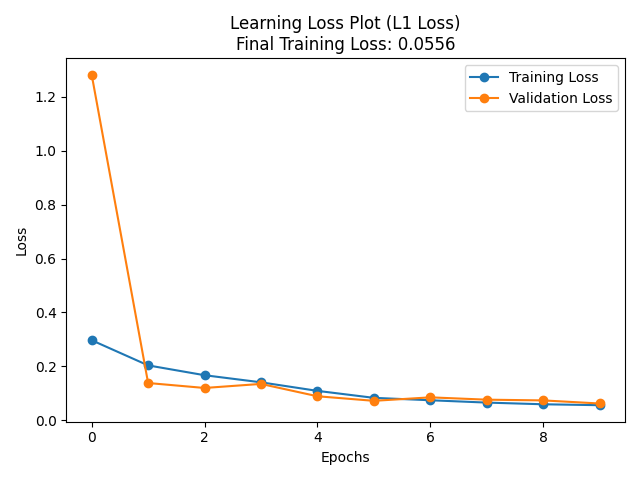 Learning Loss Plot (L1 Loss)
Final Training Loss: 0.0556
Training Loss
Validation Loss
1.2
1.0
0.8
0.6
0.4
0.2
0.0
Loss
0 2 4 6 8
Epochs